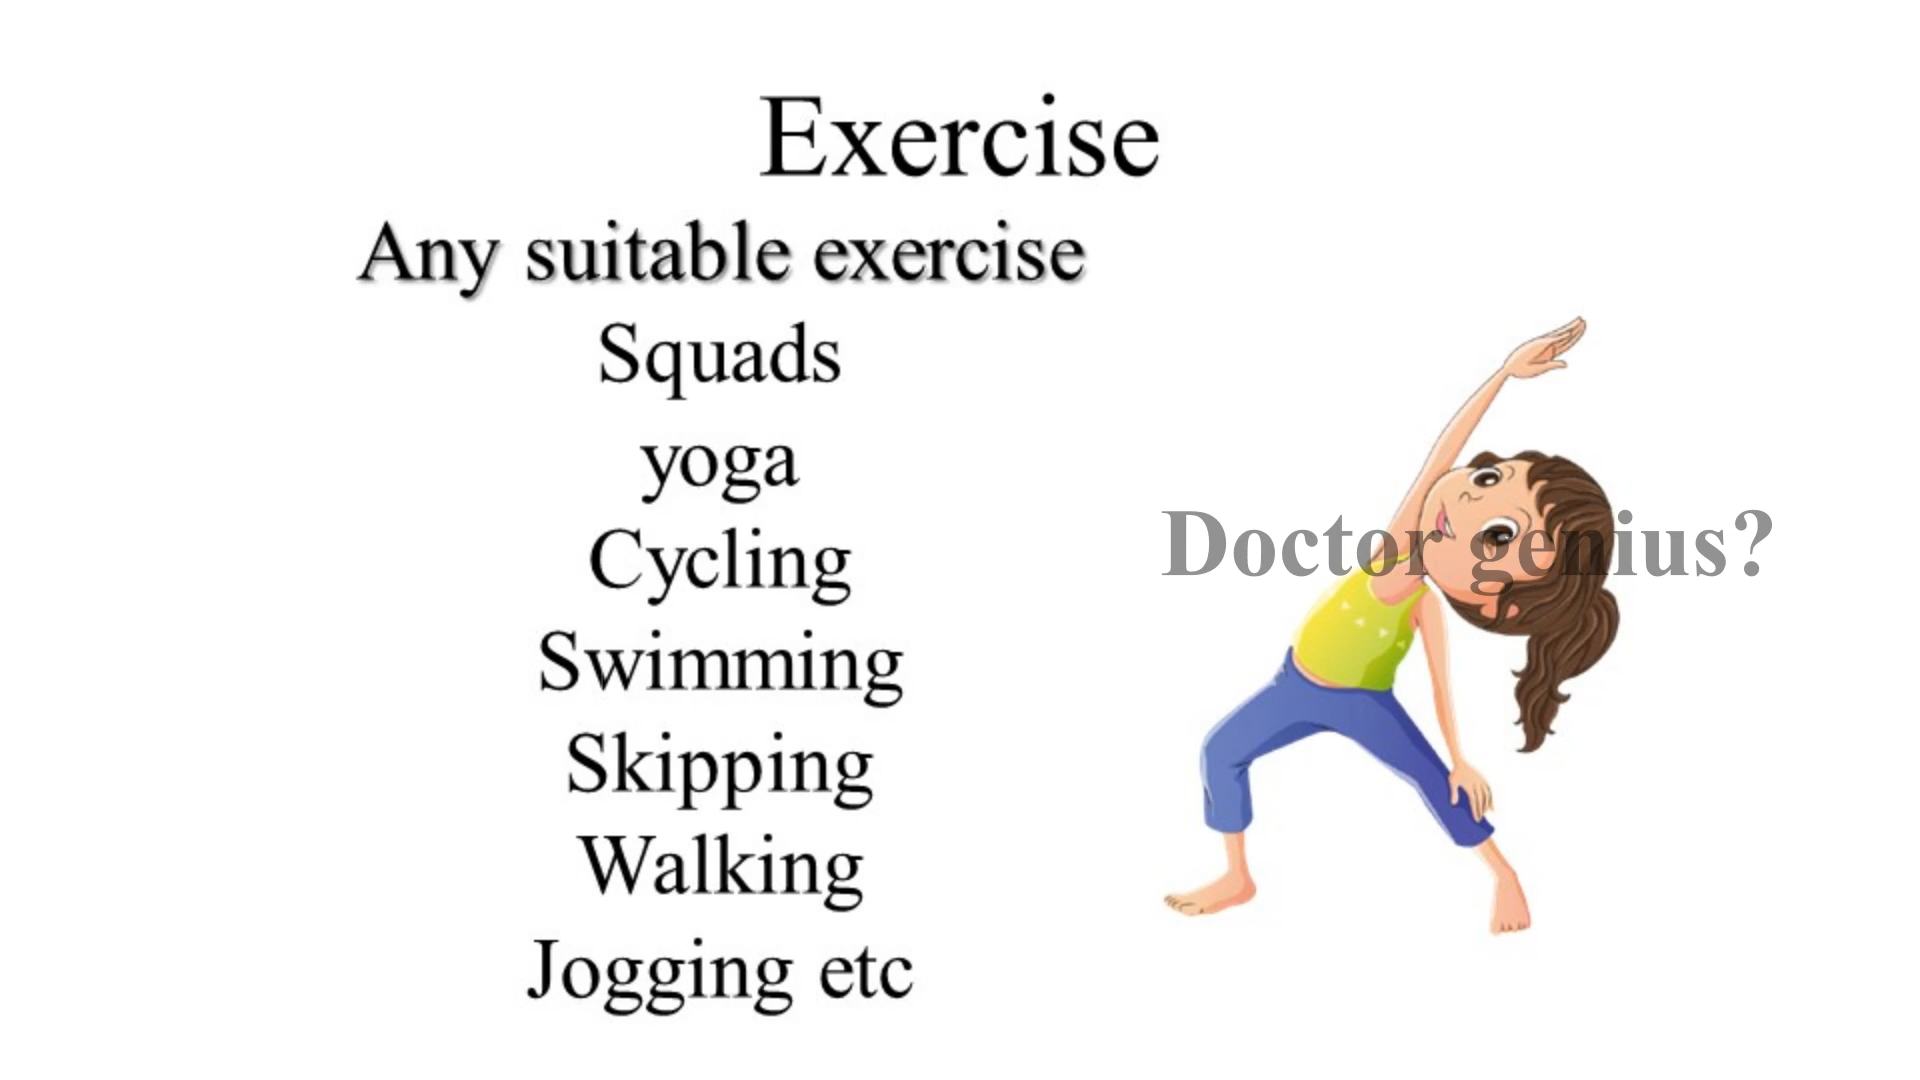 Exercise
Any suitable exercise
Squads
yoga
Cycling
Doctor genius?
Swimming
Skipping
Walking
Jogging etc